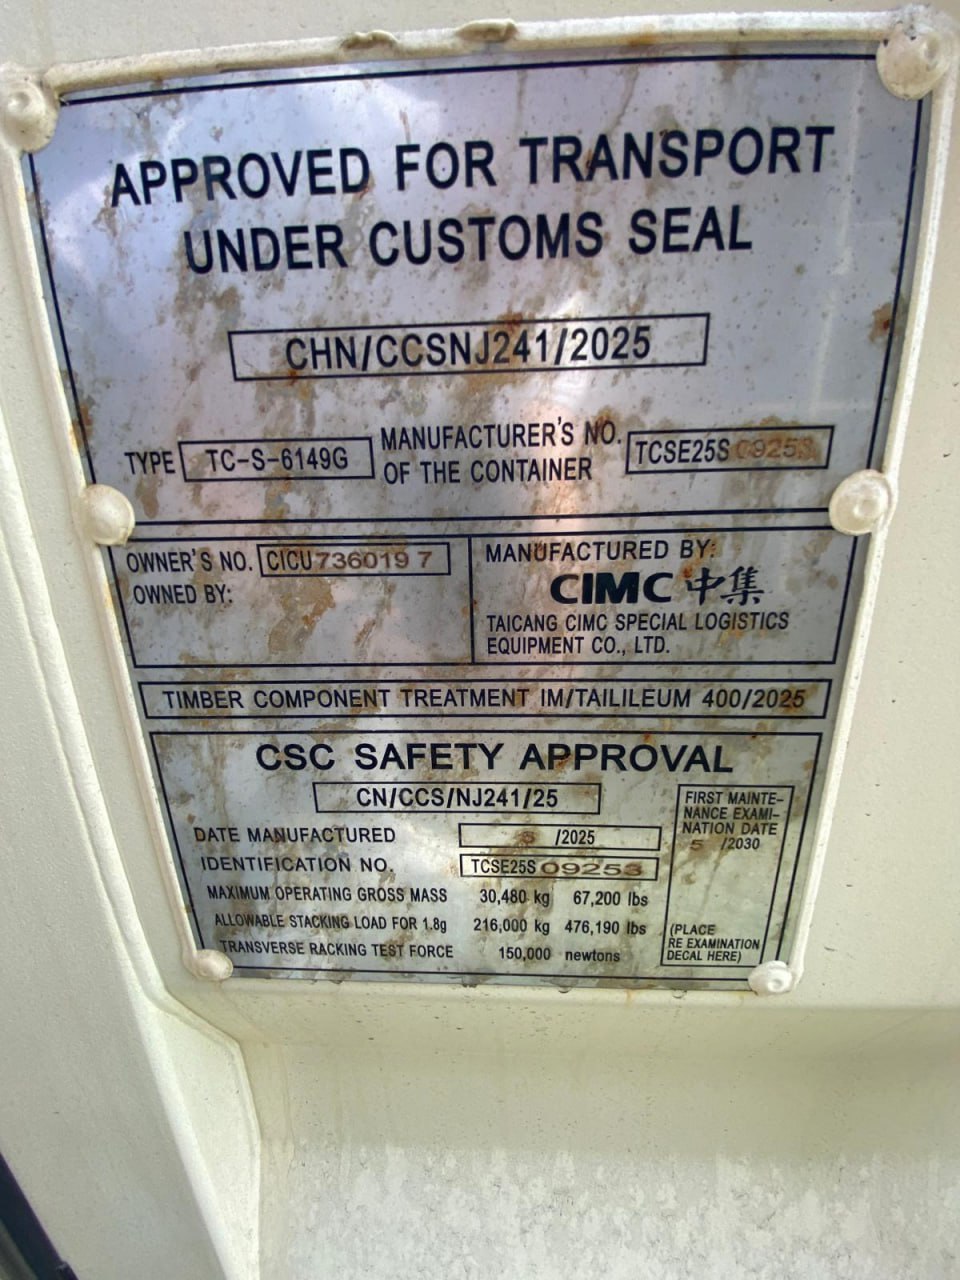 APPROVED FOR TRANSPORT
UNDER CUSTOMS SEAL
CHN/CCSNJ241/2025
TYPE TC-S-6149G MANUFACTURER'S NO. OF THE CONTAINER TCSE25S 09253
OWNER'S NO. CICU 736019 7
OWNED BY:
MANUFACTURED BY:
CIMC 中集
TAICANG CIMC SPECIAL LOGISTICS
EQUIPMENT CO., LTD.
TIMBER COMPONENT TREATMENT IM/TAILILEUM 400/2025
CSC SAFETY APPROVAL
CN/CCS/NJ241/25
DATE MANUFACTURED /2025
IDENTIFICATION NO. TCSE25S 09253
MAXIMUM OPERATING GROSS MASS 30,480 kg 67,200 lbs
ALLOWABLE STACKING LOAD FOR 1.8g 216,000 kg 476,190 lbs
TRANSVERSE RACKING TEST FORCE 150,000 newtons
FIRST MAINTE-
NANCE EXAMI-
NATION DATE
5 /2030
(PLACE
RE EXAMINATION
DECAL HERE)